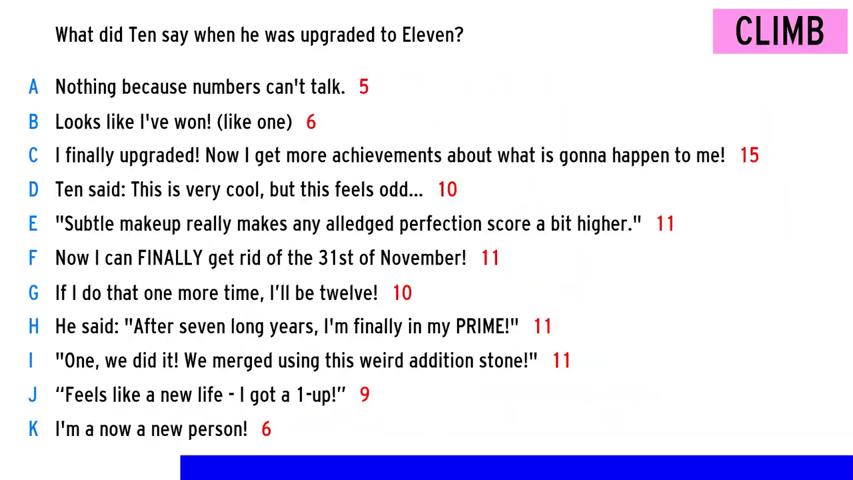 What did Ten say when he was upgraded to Eleven?
CLIMB
A Nothing because numbers can't talk. 5
B Looks like I've won! (like one) 6
C I finally upgraded! Now I get more achievements about what is gonna happen to me! 15
D Ten said: This is very cool, but this feels odd... 10
E "Subtle makeup really makes any alledged perfection score a bit higher." 11
F Now I can FINALLY get rid of the 31st of November! 11
G If I do that one more time, I’ll be twelve! 10
H He said: "After seven long years, I'm finally in my PRIME!" 11
I "One, we did it! We merged using this weird addition stone!" 11
J “Feels like a new life - I got a 1-up!” 9
K I'm a now a new person! 6